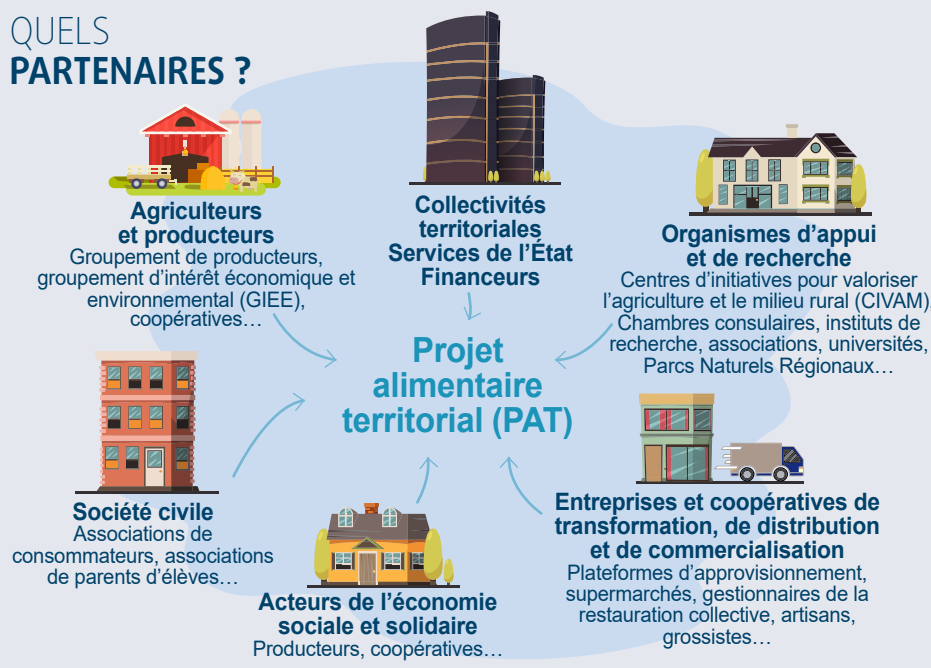 QUELS
PARTENAIRES ?
Agriculteurs
et producteurs
Groupement de producteurs,
groupement d'intérêt économique et
environnemental (GIEE),
coopératives…
Collectivités
territoriales
Services de l'État
Financeurs
Organismes d'appui
et de recherche
Centres d'initiatives pour valoriser
l'agriculture et le milieu rural (CIVAM),
Chambres consulaires, instituts de
recherche, associations, universités,
Parcs Naturels Régionaux…
Projet
alimentaire
territorial (PAT)
Société civile
Associations de
consommateurs, associations
de parents d'élèves…
Acteurs de l'économie
sociale et solidaire
Producteurs, coopératives…
Entreprises et coopératives de
transformation, de distribution
et de commercialisation
Plateformes d'approvisionnement,
supermarchés, gestionnaires de la
restauration collective, artisans,
grossistes…